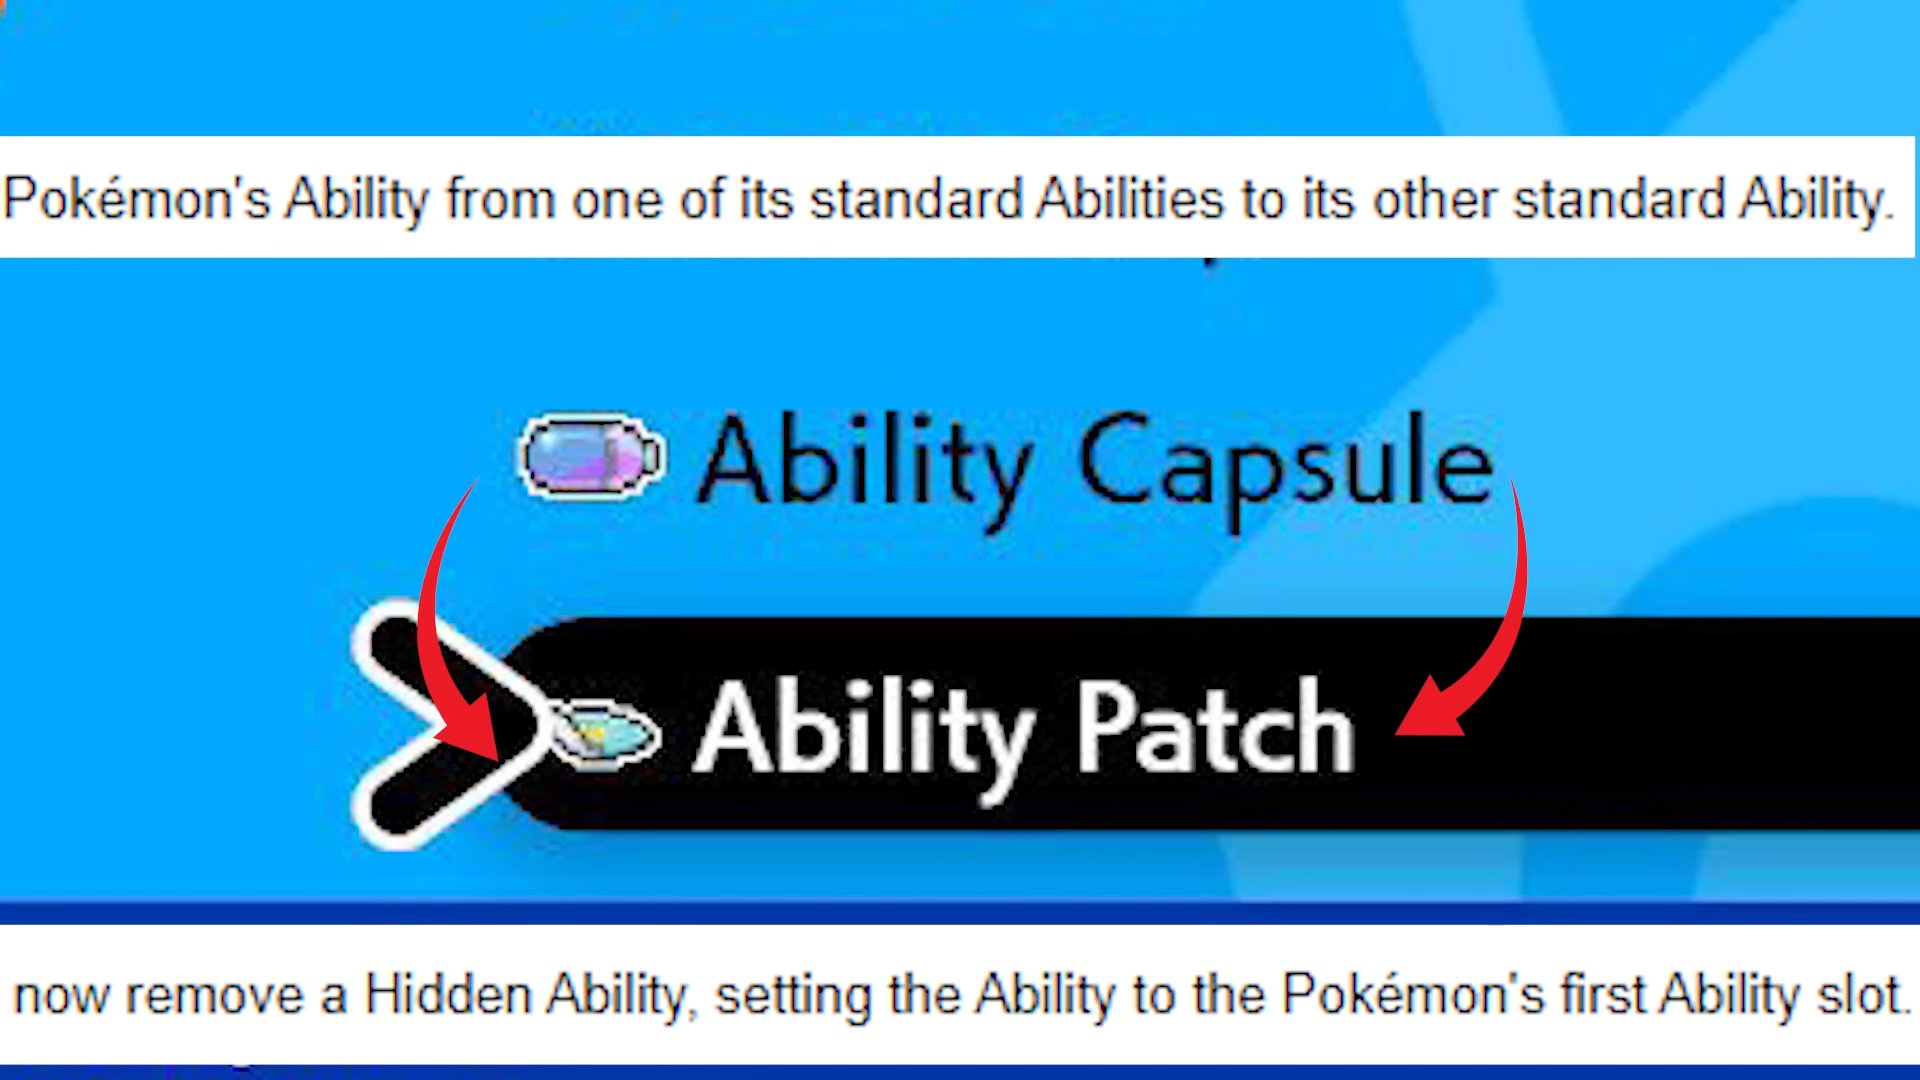 Pokémon's Ability from one of its standard Abilities to its other standard Ability.
Ability Capsule
Ability Patch
now remove a Hidden Ability, setting the Ability to the Pokémon's first Ability slot.